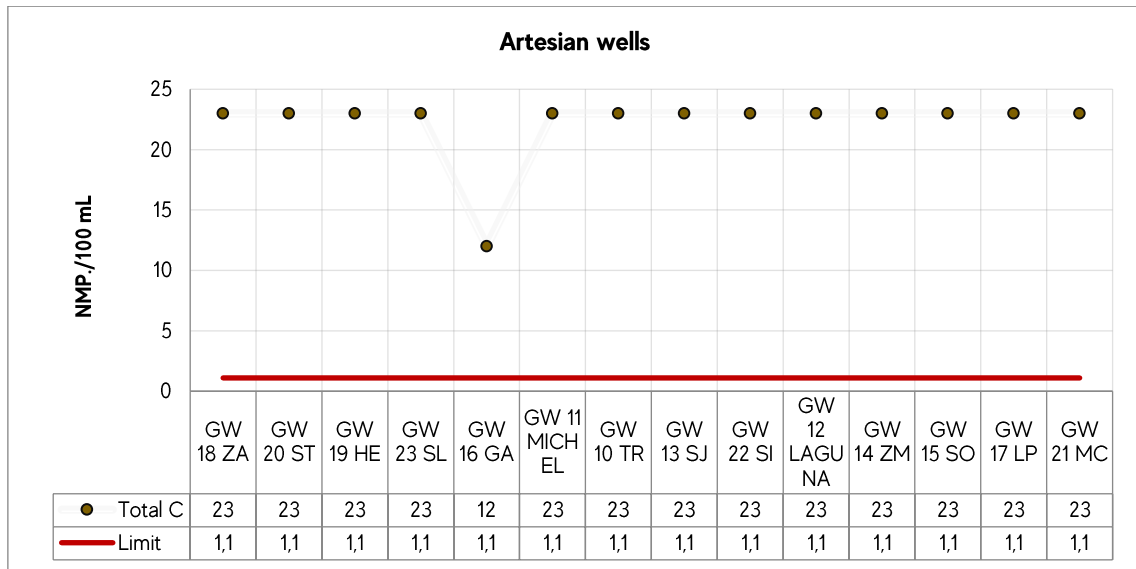 Artesian wells
25
20
15
10
5
0
NMP./100 mL
GW
18 ZA
GW
20 ST
GW
19 HE
GW
23 SL
GW
16 GA
GW 11
MICH
EL
GW
10 TR
GW
13 SJ
GW
22 SI
GW
12
LAGU
NA
GW
14 ZM
GW
15 SO
GW
17 LP
GW
21 MC
Total C 23 23 23 23 12 23 23 23 23 23 23 23 23 23
Limit 1,1 1,1 1,1 1,1 1,1 1,1 1,1 1,1 1,1 1,1 1,1 1,1 1,1 1,1